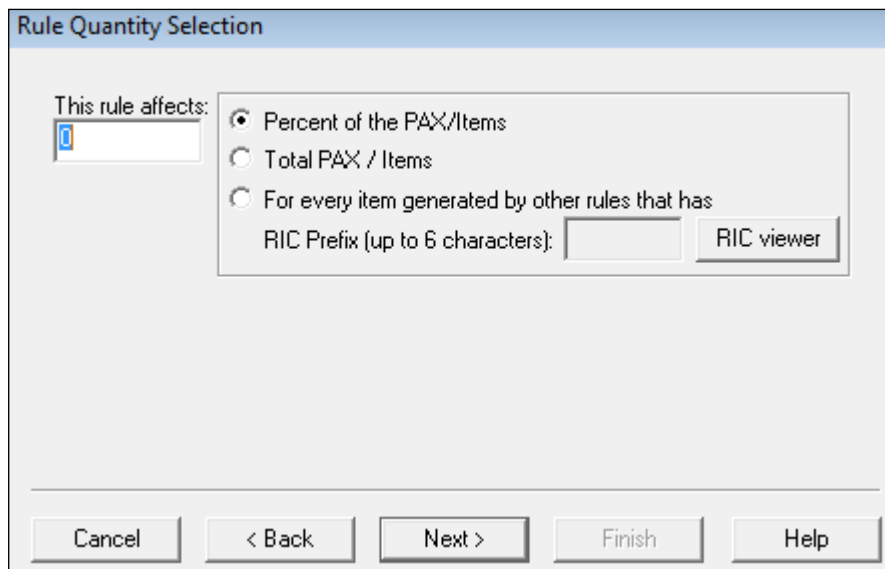 Rule Quantity Selection
This rule affects:
0
Percent of the PAX/Items
Total PAX / Items
For every item generated by other rules that has
RIC Prefix (up to 6 characters):
RIC viewer
Cancel
< Back
Next >
Finish
Help